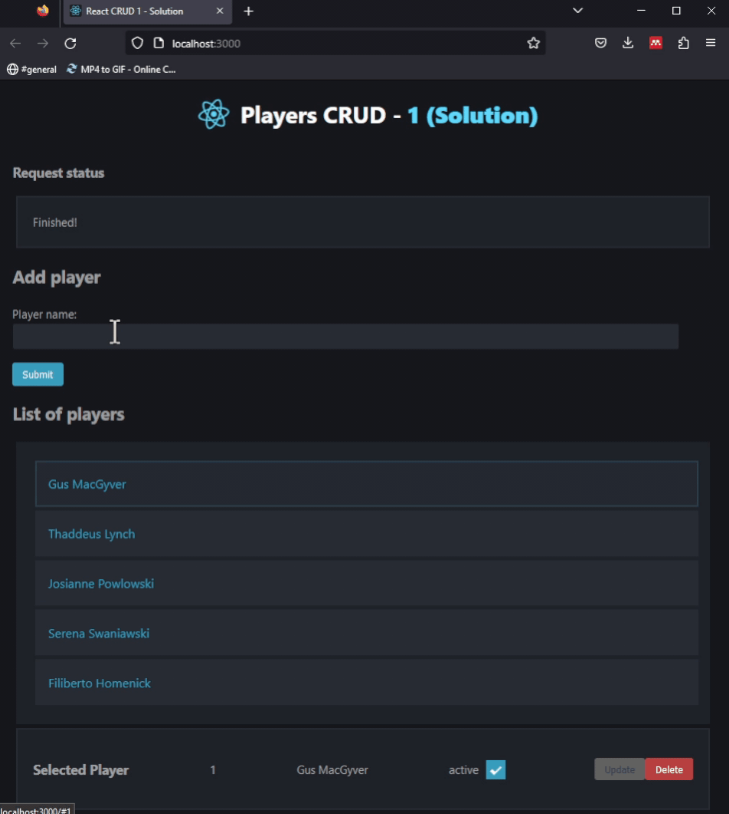 React CRUD 1 - Solution
localhost:3000
#general MP4 to GIF - Online C...
Players CRUD - 1 (Solution)
Request status
Finished!
Add player
Player name:
Submit
List of players
Gus MacGyver
Thaddeus Lynch
Josianne Powlowski
Serena Swaniawski
Filiberto Homenick
Selected Player 1 Gus MacGyver active Update Delete
localhost:3000/#1